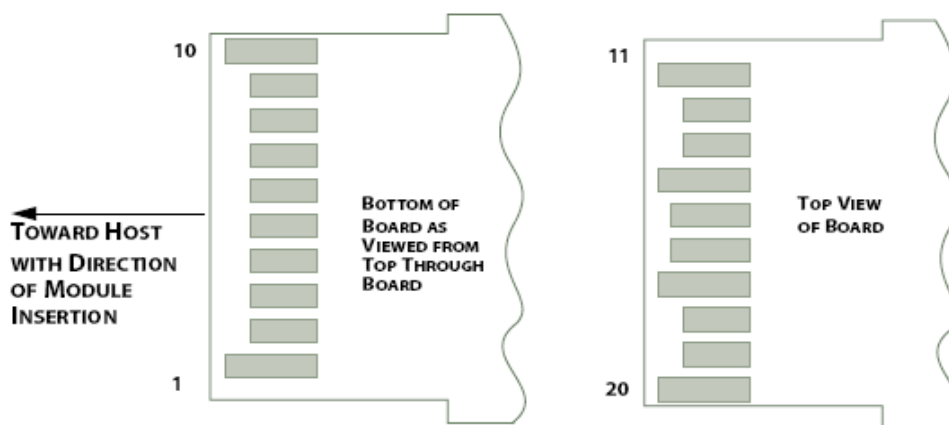 10
Bottom of
Board as
Viewed from
Top Through
Board
Toward Host
with Direction
of Module
Insertion
1
11
Top View
of Board
20